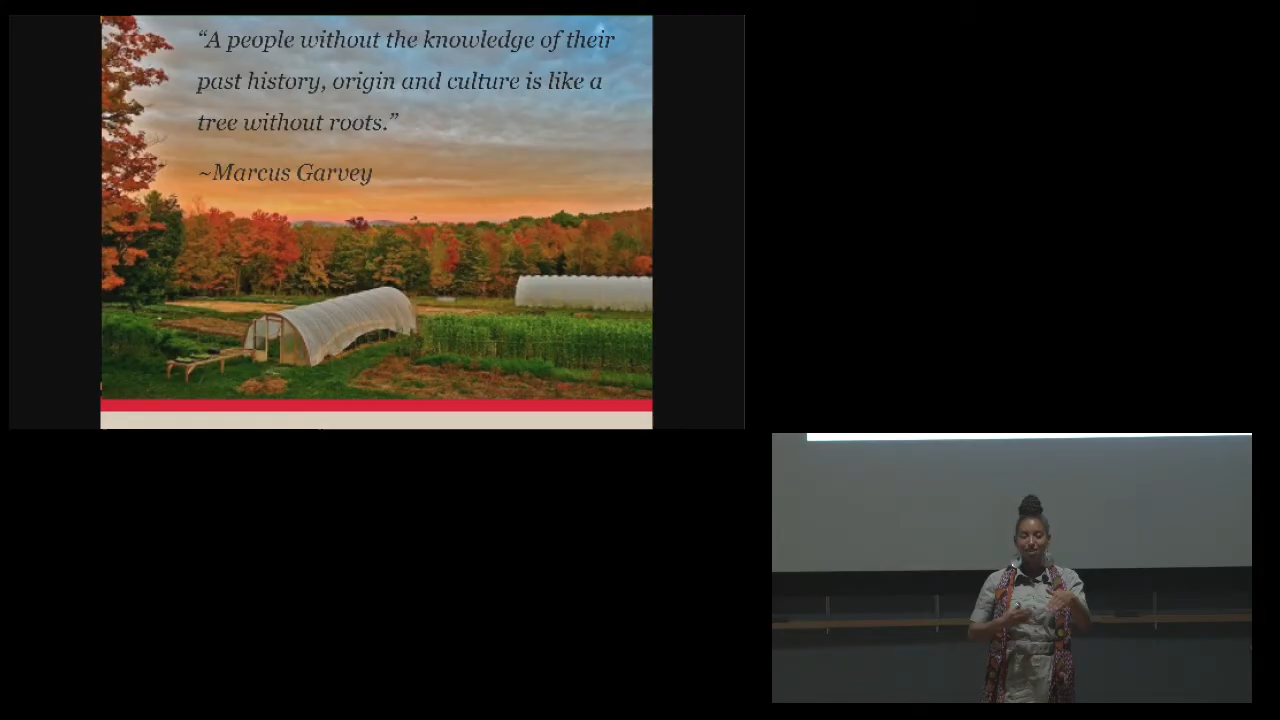 “A people without the knowledge of their
past history, origin and culture is like a
tree without roots.”
~Marcus Garvey